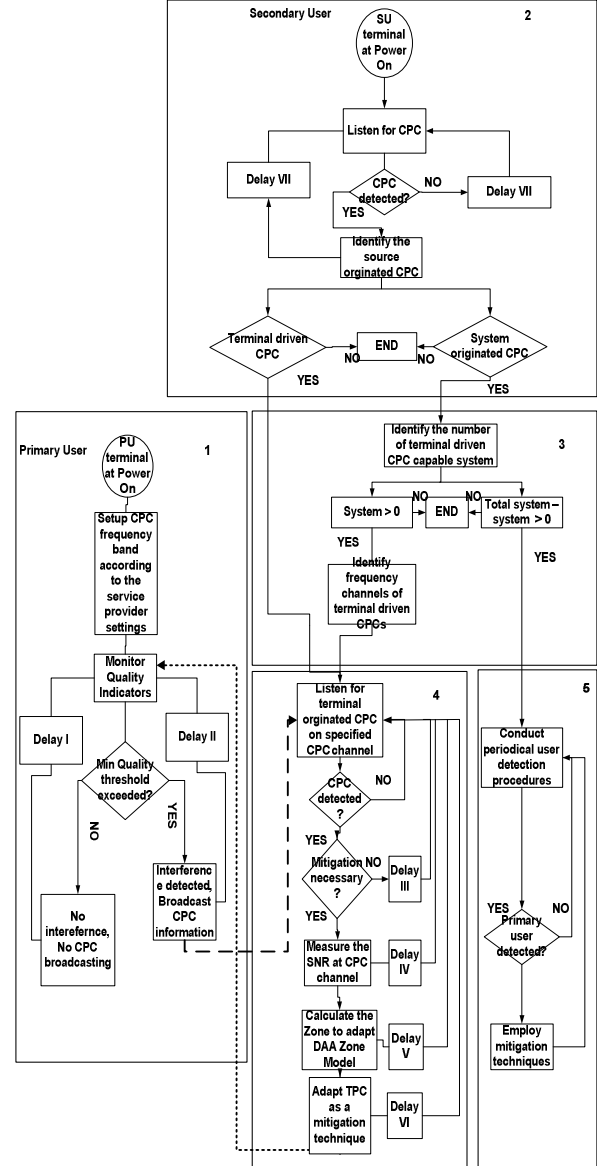 Secondary User
2
SU
terminal
at Power
On
Listen for CPC
Delay VII
CPC
detected?
NO
Delay VII
YES
Identify the
source
orginated CPC
Terminal driven
CPC
NO
END
NO
System
originated CPC
YES
YES
Primary User
1
PU
terminal
at Power
On
Setup CPC
frequency
band
according
to the
service
provider
settings
Monitor
Quality
Indicators
Delay I
Delay II
Min Quality
threshold
exceeded?
NO
YES
No
interefernce,
No CPC
broadcasting
Interferenc
e detected,
Broadcast
CPC
information
3
Identify the number
of terminal driven
CPC capable system
System > 0
NO
END
NO
Total system –
system > 0
YES
YES
Identify
frequency
channels of
terminal driven
CPCs
4
Listen for
terminal
orginated CPC
on specified
CPC channel
CPC
detected
?
NO
YES
Mitigation
necessary
?
NO
Delay
III
YES
Measure the
SNR at CPC
channel
Delay
IV
Calculate the
Zone to adapt
DAA Zone
Model
Delay
V
Adapt TPC
as a
mitigation
technique
Delay
VI
5
Conduct
periodical user
detection
procedures
YES
NO
Primary
user
detected?
Employ
mitigation
techniques